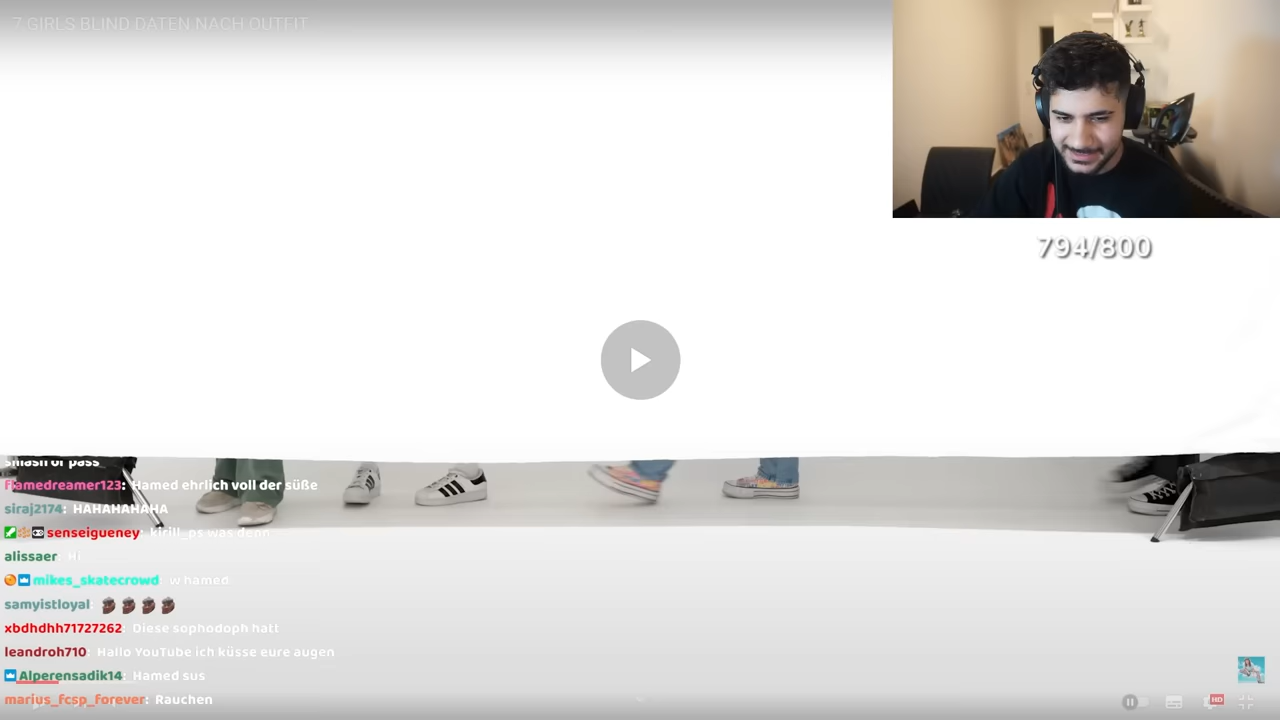 7 GIRLS BLIND DATEN NACH OUTFIT
794/800
smash or pass
flamedreamer123: Hamed ehrlich voll der süße
siraj2174: HAHAHAHAHA
senseigueney: kirill_ps was denn
alissaer: Hi
mikes_skatecrowd: w hamed
samyistloyal:
xbdhdhh71727262: Diese sophodoph hatt
leandroh710: Hallo YouTube ich küsse eure augen
Alperensadik14: Hamed sus
marius_fcsp_forever: Rauchen
HD